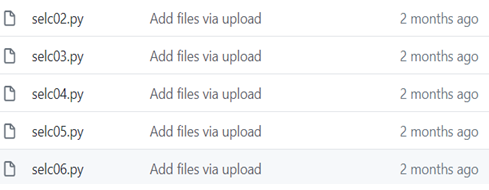 selc02.py Add files via upload 2 months ago
selc03.py Add files via upload 2 months ago
selc04.py Add files via upload 2 months ago
selc05.py Add files via upload 2 months ago
selc06.py Add files via upload 2 months ago